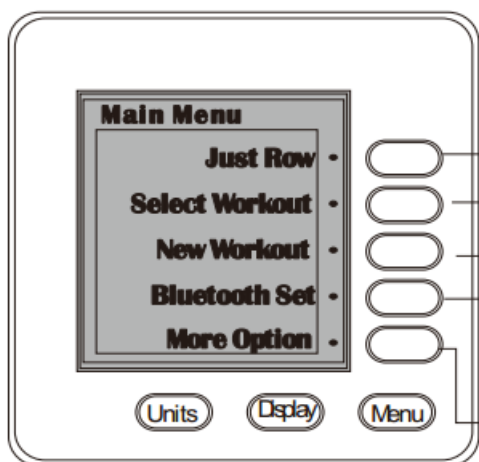 Main Menu
Just Row
Select Workout
New Workout
Bluetooth Set
More Option
Units Display Menu